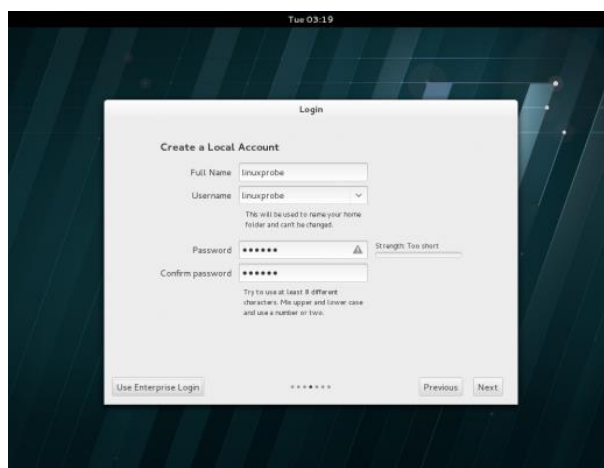 Tue 03:19
Login
Create a Local Account
Full Name linuxprobe
Username linuxprobe
This will be used to name your home
folder and can't be changed.
Password ●●●●●● Strength: Too short
Confirm password ●●●●●●
Try to use at least 8 different
characters. Mix upper and lower case
and use a number or two.
Use Enterprise Login Previous Next